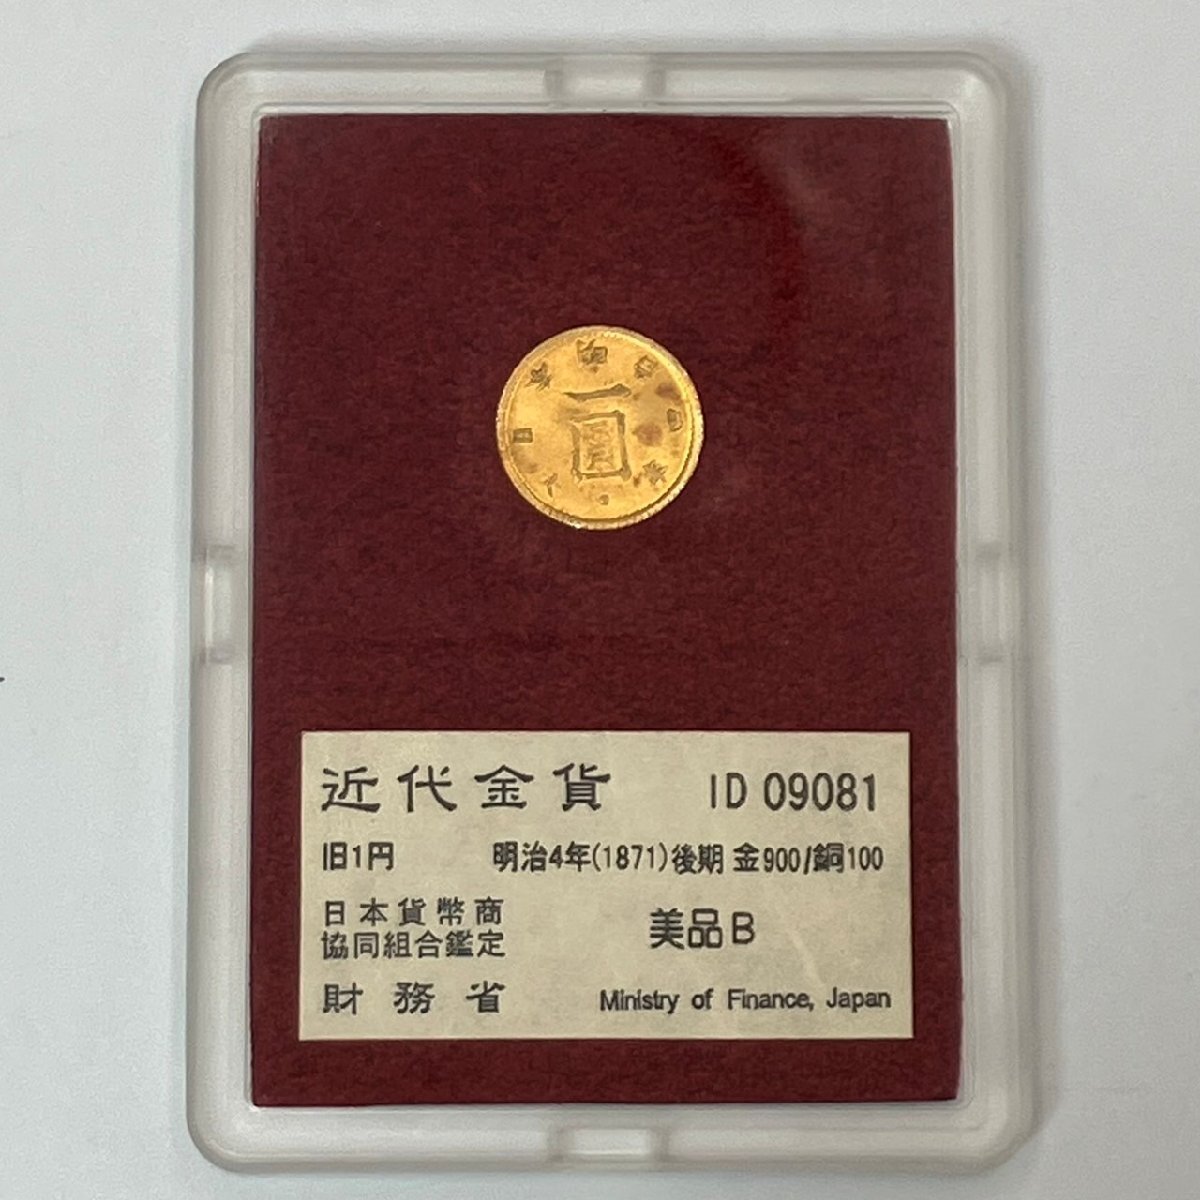 一圓
近代金貨 ID 09081
旧1円 明治4年(1871)後期 金900/銅100
日本貨幣商
協同組合鑑定
美品B
財務省 Ministry of Finance, Japan